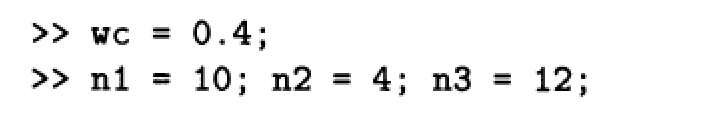 >> wc = 0.4;
>> n1 = 10; n2 = 4; n3 = 12;